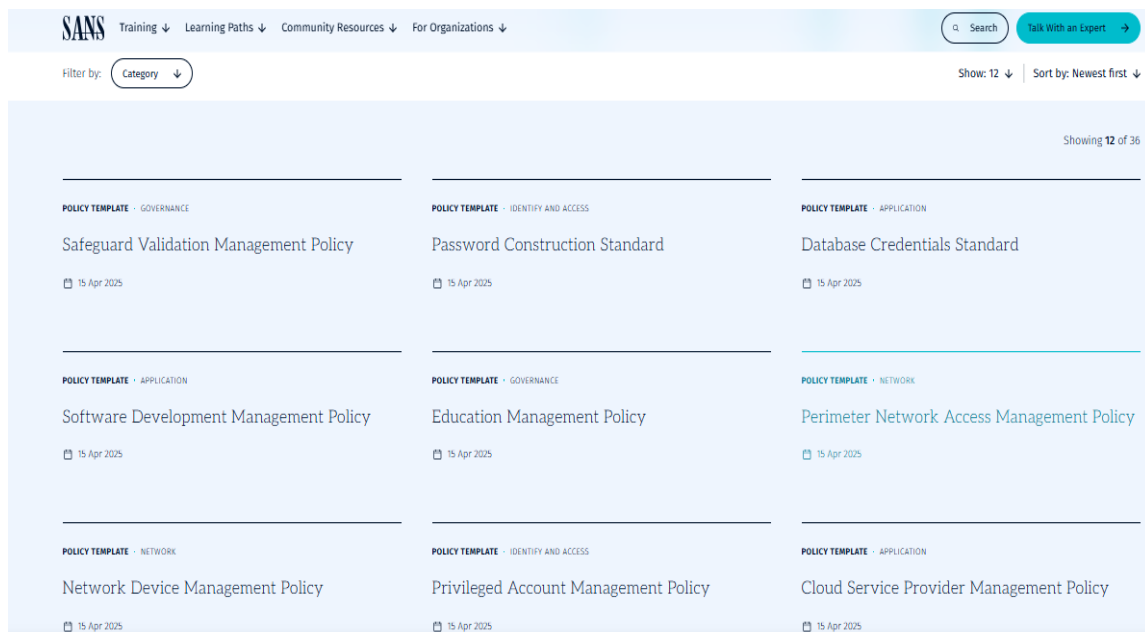 SANS Training Learning Paths Community Resources For Organizations Search Talk With an Expert
Filter by: Category Show: 12 Sort by: Newest first
Showing 12 of 36
POLICY TEMPLATE · GOVERNANCE
Safeguard Validation Management Policy
15 Apr 2025
POLICY TEMPLATE · IDENTIFY AND ACCESS
Password Construction Standard
15 Apr 2025
POLICY TEMPLATE · APPLICATION
Database Credentials Standard
15 Apr 2025
POLICY TEMPLATE · APPLICATION
Software Development Management Policy
15 Apr 2025
POLICY TEMPLATE · GOVERNANCE
Education Management Policy
15 Apr 2025
POLICY TEMPLATE · NETWORK
Perimeter Network Access Management Policy
15 Apr 2025
POLICY TEMPLATE · NETWORK
Network Device Management Policy
15 Apr 2025
POLICY TEMPLATE · IDENTIFY AND ACCESS
Privileged Account Management Policy
15 Apr 2025
POLICY TEMPLATE · APPLICATION
Cloud Service Provider Management Policy
15 Apr 2025